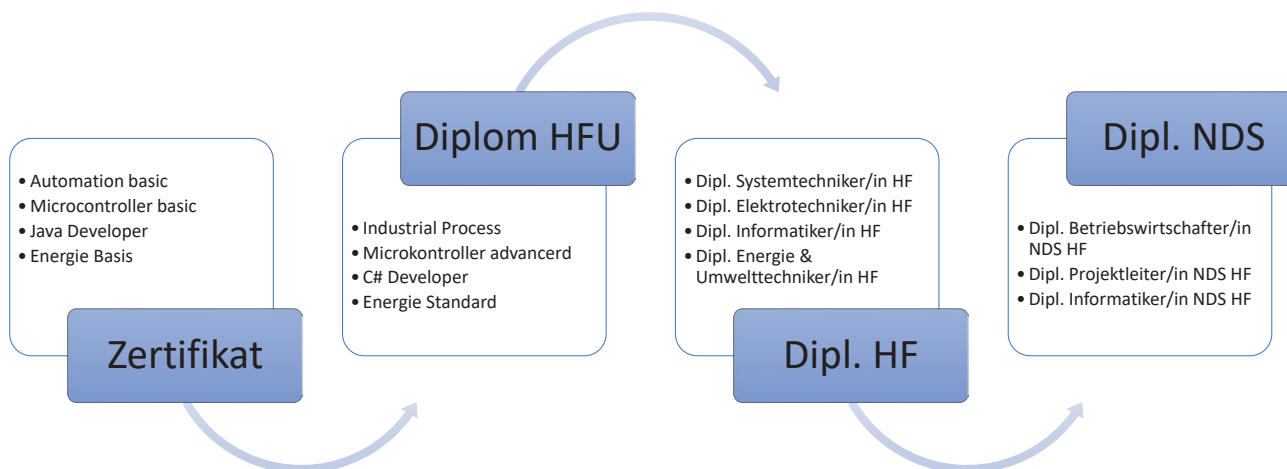 • Automation basic
• Microcontroller basic
• Java Developer
• Energie Basis
Zertifikat
Diplom HFU
• Industrial Process
• Microkontroller advancerd
• C# Developer
• Energie Standard
• Dipl. Systemtechniker/in HF
• Dipl. Elektrotechniker/in HF
• Dipl. Informatiker/in HF
• Dipl. Energie &
Umwelttechniker/in HF
Dipl. HF
Dipl. NDS
• Dipl. Betriebswirtschafter/in
NDS HF
• Dipl. Projektleiter/in NDS HF
• Dipl. Informatiker/in NDS HF